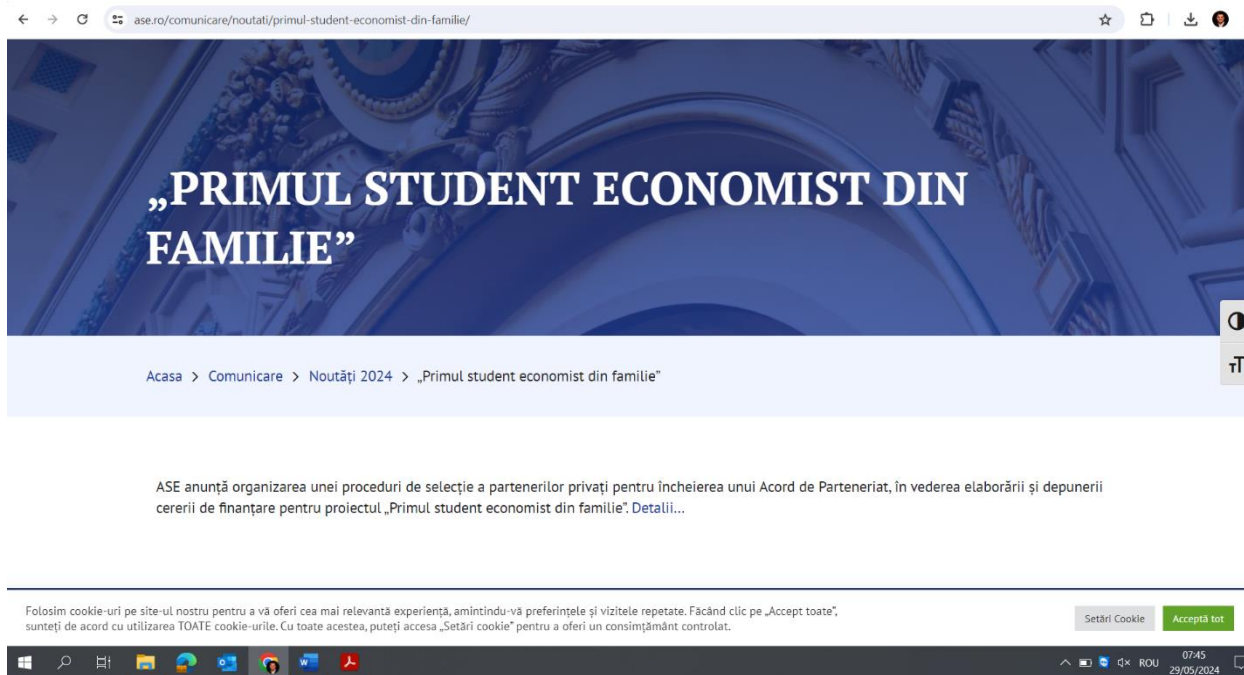 ase.ro/comunicare/noutati/primul-student-economist-din-familie/
„PRIMUL STUDENT ECONOMIST DIN
FAMILIE”
Acasa > Comunicare > Noutăți 2024 > „Primul student economist din familie”
ASE anunță organizarea unei proceduri de selecție a partenerilor privați pentru încheierea unui Acord de Parteneriat, în vederea elaborării și depunerii
cererii de finanțare pentru proiectul „Primul student economist din familie”. Detalii...
Folosim cookie-uri pe site-ul nostru pentru a vă oferi cea mai relevantă experiență, amintindu-vă preferințele și vizitele repetate. Făcând clic pe „Accept toate”,
sunteți de acord cu utilizarea TOATE cookie-urile. Cu toate acestea, puteți accesa „Setări cookie” pentru a oferi un consimțământ controlat.
Setări Cookie
Acceptă tot
ROU
07:45
29/05/2024